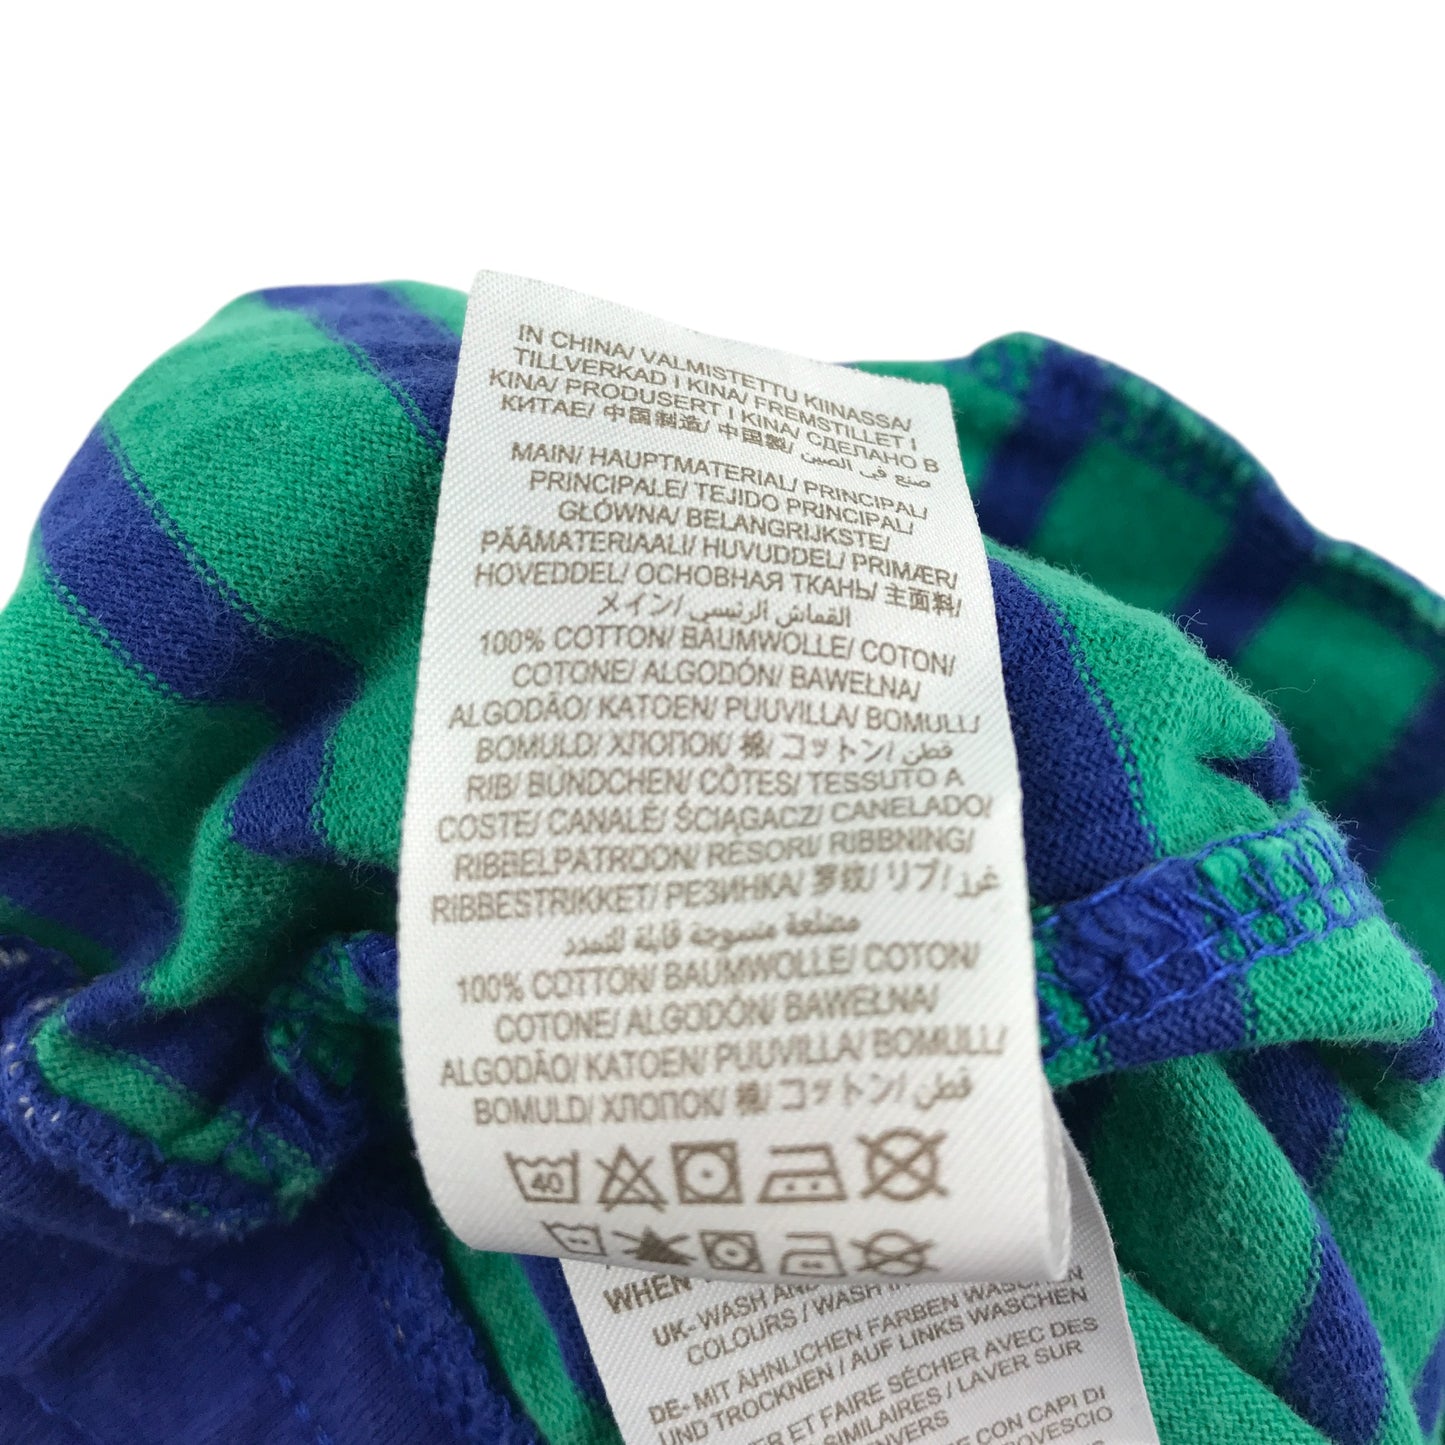 IN CHINA/ VALMISTETTU KIINASSA/
TILLVERKAD I KINA/ FREMSTILLET I
KINA/ PRODUSERT I KINA/ СДЕЛАНО В
КИТАЕ/ 中国制造/ 中國製/ صنع في الصين
MAIN/ HAUPTMATERIAL/ PRINCIPAL/
PRINCIPALE/ TEJIDO PRINCIPAL/
GŁÓWNA/ BELANGRIJKSTE/
PÄÄMATERIAALI/ HUVUDDEL/ PRIMÆR/
HOVEDDEL/ ОСНОВНАЯ ТКАНЬ/ 主面料/
メイン/ القماش الرئيسي/
100% COTTON/ BAUMWOLLE/ COTON/
COTONE/ ALGODÓN/ BAWEŁNA/
ALGODÃO/ KATOEN/ PUUVILLA/ BOMULL/
BOMULD/ ХЛОПОК/ 棉/ コットン/ قطن/
RIB/ BÜNDCHEN/ CÔTES/ TESSUTO A
COSTE/ CANALÉ/ ŚCIĄGACZ/ CANELADO/
RIBBELPATROON/ RESORI/ RIBBNING/
RIBBESTRIKKET/ РЕЗИНКА/ 罗纹/ リブ/ غرز/
مضلعة منسوجة قابلة للتمدد
100% COTTON/ BAUMWOLLE/ COTON/
COTONE/ ALGODÓN/ BAWEŁNA/
ALGODÃO/ KATOEN/ PUUVILLA/ BOMULL/
BOMULD/ ХЛОПОК/ 棉/ コットン/ قطن/
40
WHEN
UK- WASH AND
COLOURS / WASH
DE- MIT ÄHNLICHEN FARBEN WASCHEN
UND TROCKNEN / AUF LINKS WASCHEN
ER ET FAIRE SÉCHER AVEC DES
SIMILAIRES / LAVER SUR
ENVERS
E CON CAPI DI
ROVESCIO